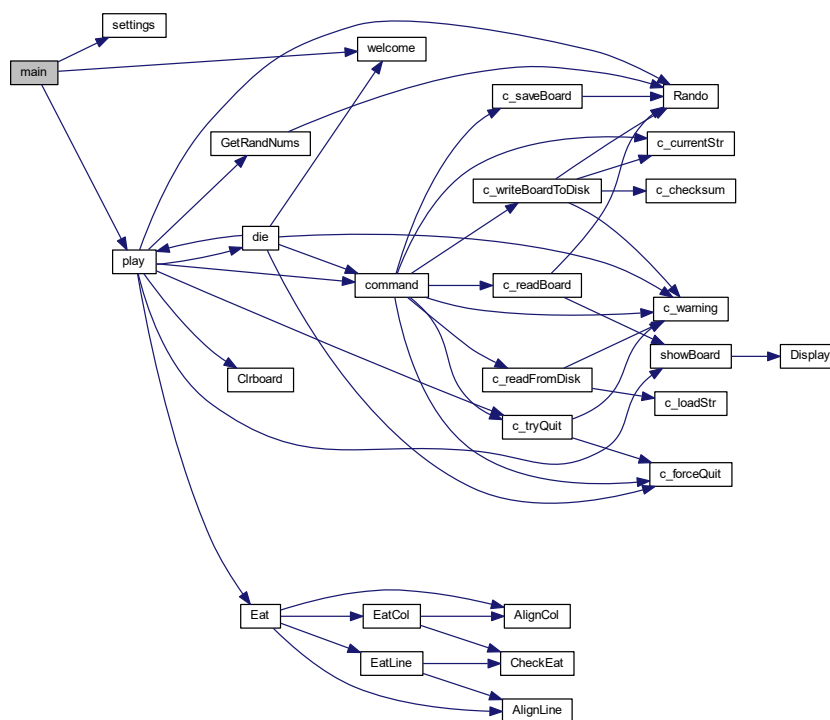 settings
welcome
main
c_saveBoard
Rando
GetRandNums
c_currentStr
c_writeBoardToDisk
c_checksum
die
play
command
c_readBoard
c_warning
showBoard
Display
Clrboard
c_readFromDisk
c_loadStr
c_tryQuit
c_forceQuit
Eat
EatCol
AlignCol
EatLine
CheckEat
AlignLine